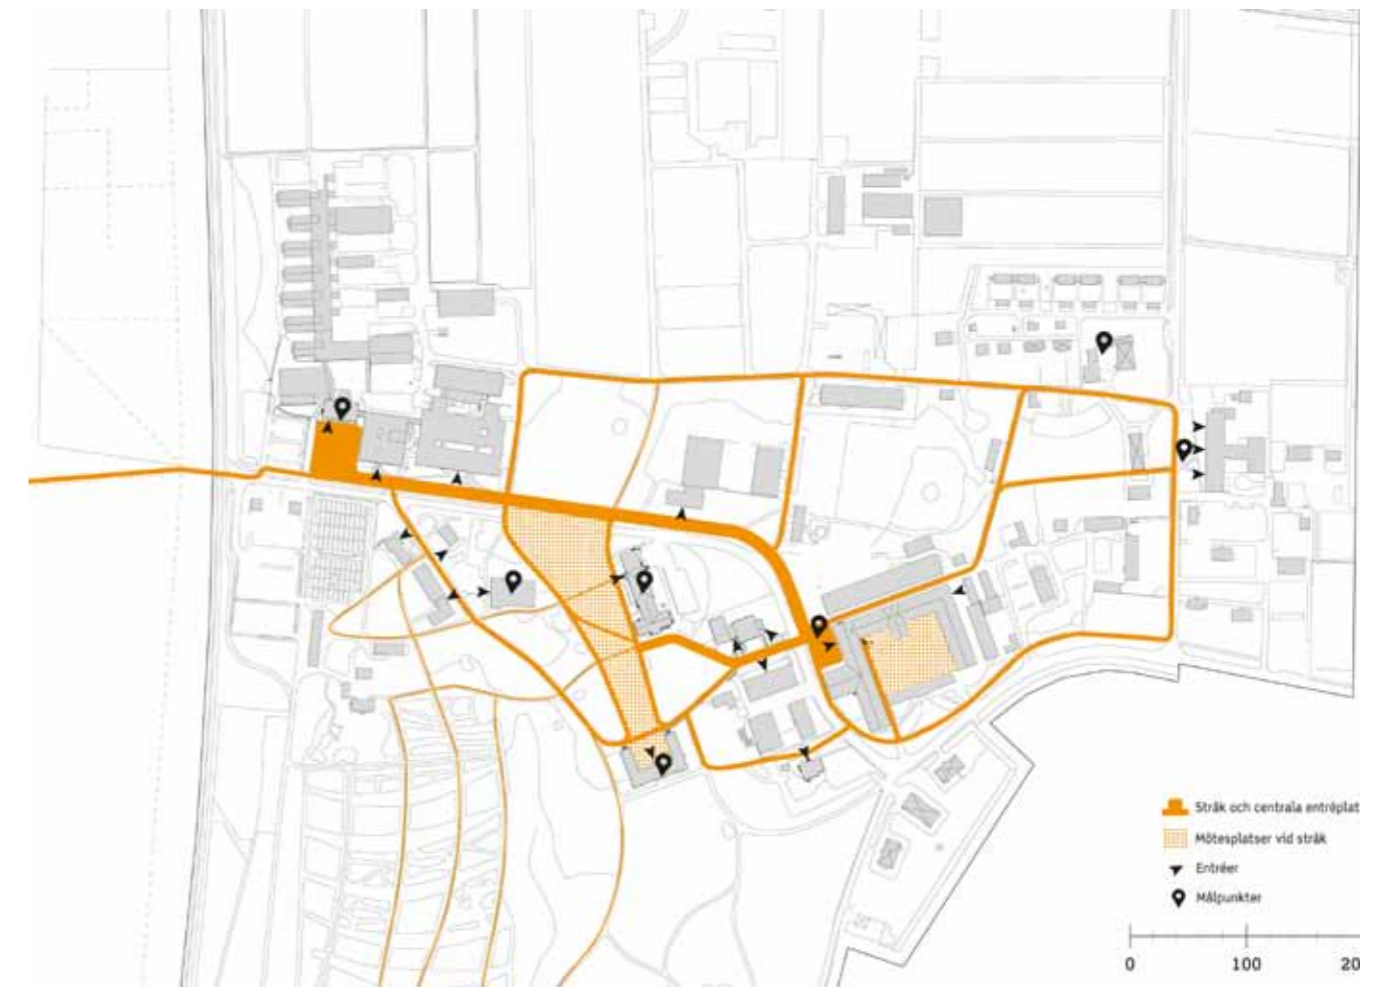 Stråk och centrala entréplat
Mötesplatser vid stråk
Entréer
Målpunkter
0 100 20